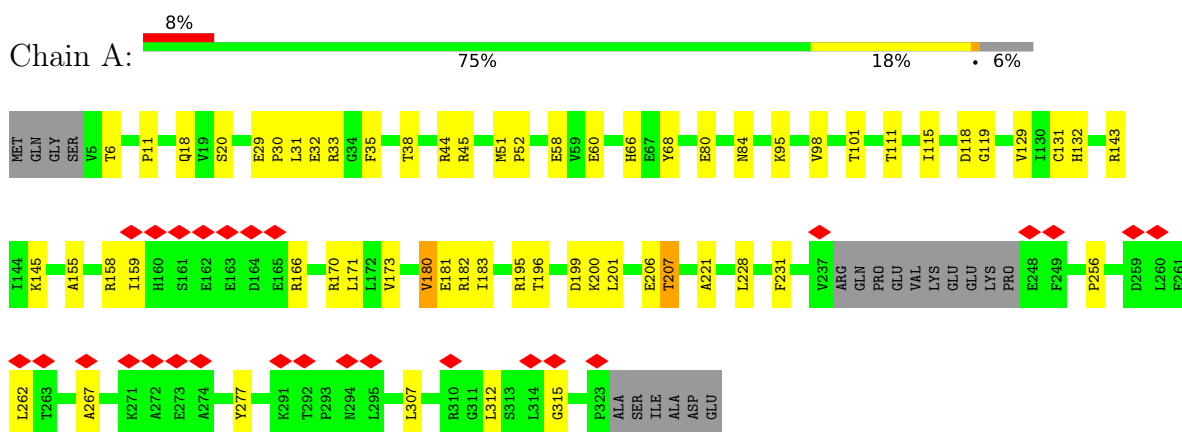 8%
Chain A:
75% 18% • 6%
MET GLN GLY SER V5 T6 P11 Q18 V19 S20 E29 P30 L31 E32 R33 G34 F35 T38 R44 R45 M51 P52 E58 V59 E60 H66 E67 Y68 E80 N84 K95 V98 T101 T111 I115 D118 G119 V129 I130 C131 H132 R143
I144 K145 A155 R158 I159 H160 S161 E162 E163 D164 E165 R166 R170 L171 L172 V173 V180 E181 R182 I183 R195 T196 D199 K200 L201 E206 T207 A221 L228 F231 V237 ARG GLN PRO GLU VAL LYS GLU GLU LYS PRO E248 F249 P256 D259 L260 E261
L262 T263 A267 K271 A272 E273 A274 Y277 K291 T292 P293 N294 L295 L307 R310 G311 L312 S313 L314 G315 P323 ALA SER ILE ALA ASP GLU